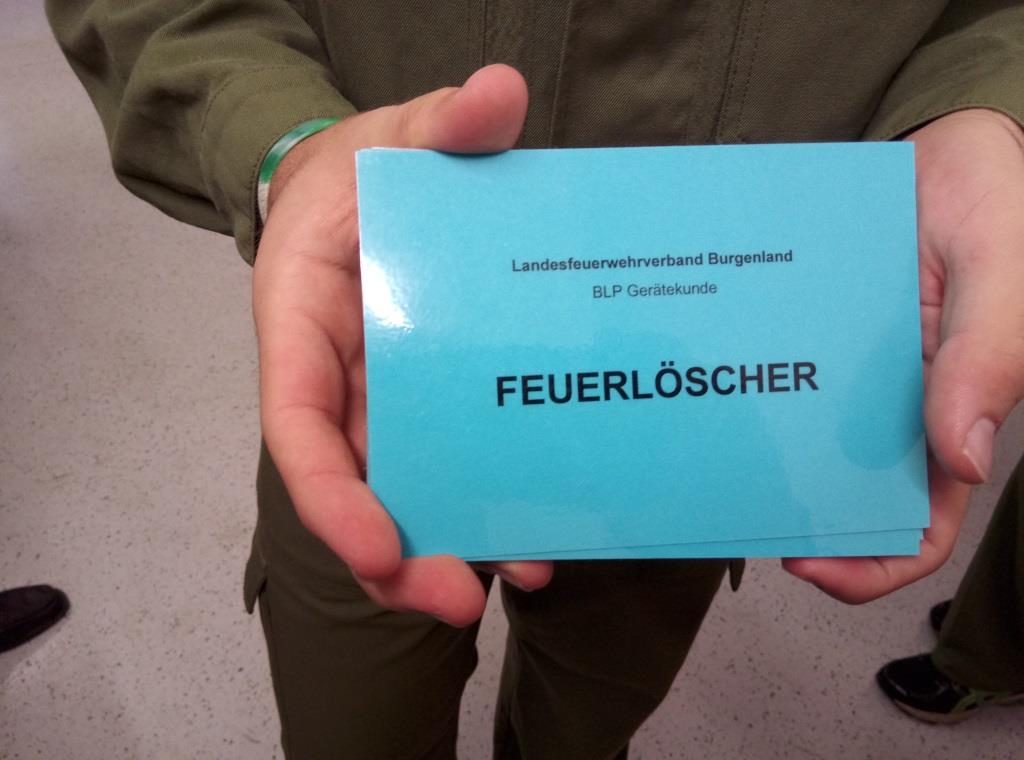 Landesfeuerwehrverband Burgenland
BLP Gerätekunde
FEUERLÖSCHER